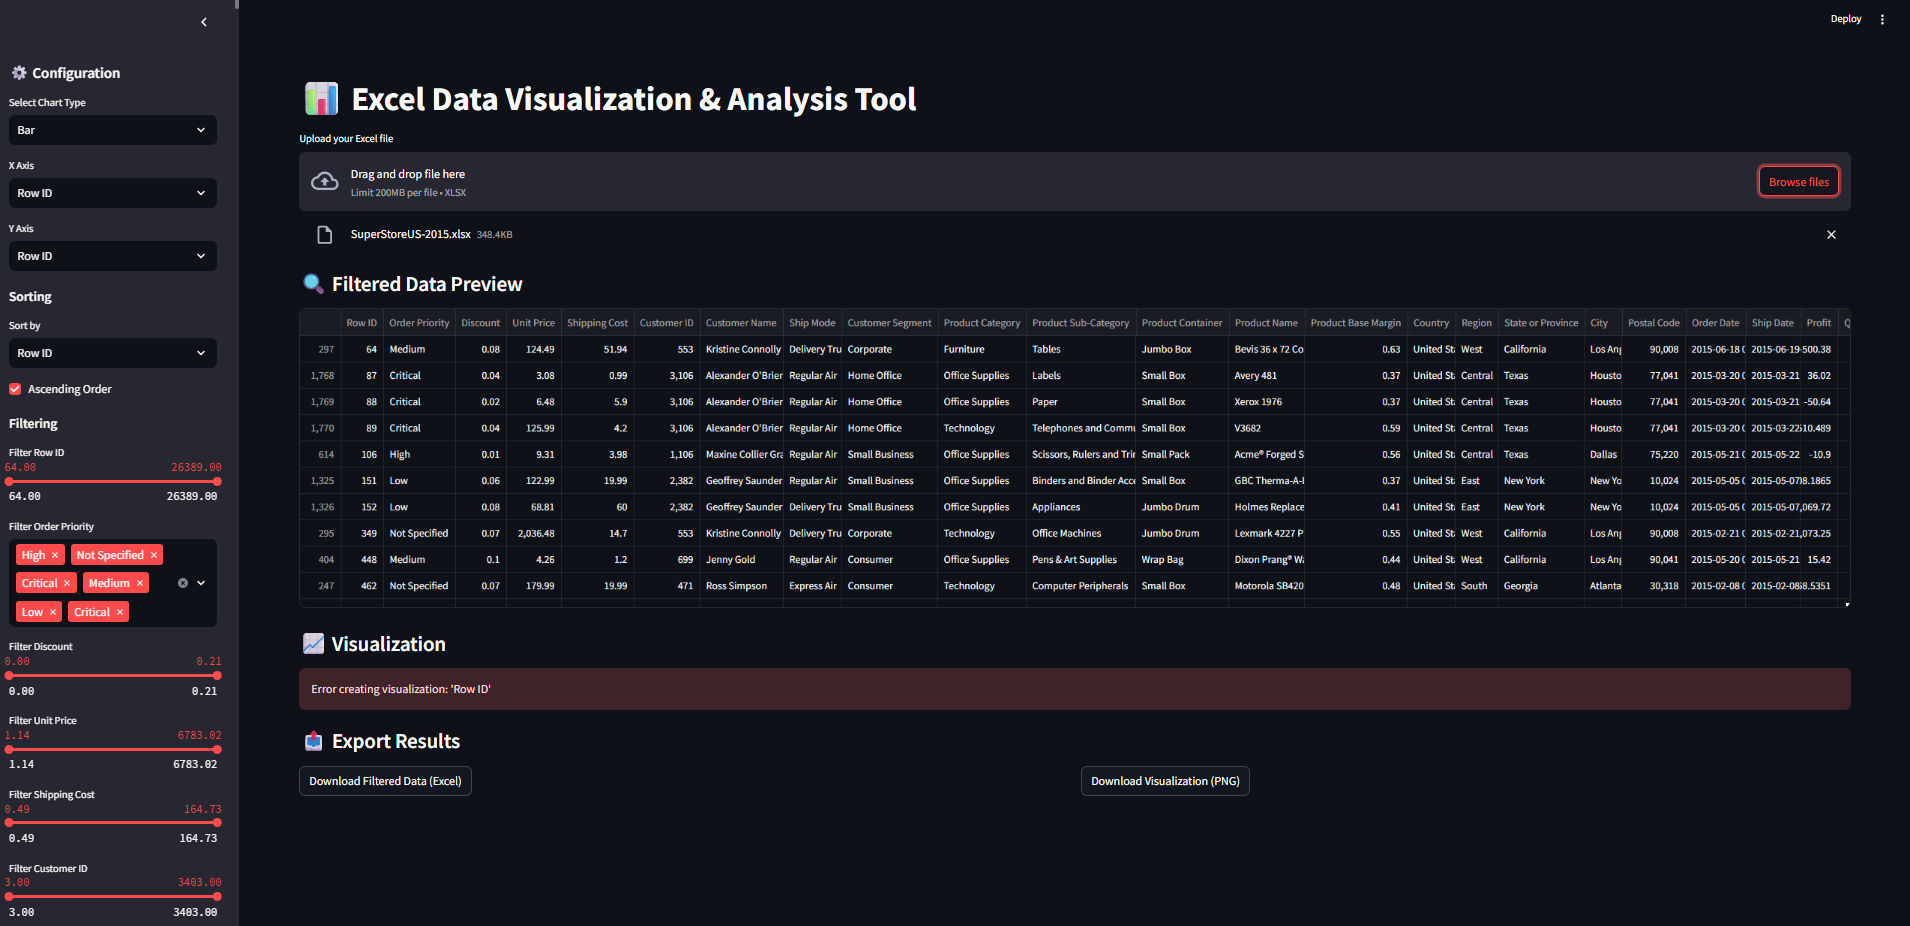 Deploy
Configuration
Select Chart Type
Bar
X Axis
Row ID
Y Axis
Row ID
Sorting
Sort by
Row ID
Ascending Order
Filtering
Filter Row ID
64.00 26389.00
64.00 26389.00
Filter Order Priority
High × Not Specified ×
Critical × Medium ×
Low × Critical ×
Filter Discount
0.00 0.21
0.00 0.21
Filter Unit Price
1.14 6783.02
1.14 6783.02
Filter Shipping Cost
0.49 164.73
0.49 164.73
Filter Customer ID
3.00 3403.00
3.00 3403.00
Excel Data Visualization & Analysis Tool
Upload your Excel file
Drag and drop file here
Limit 200MB per file • XLSX
Browse files
SuperStoreUS-2015.xlsx 348.4KB
Filtered Data Preview
Row ID Order Priority Discount Unit Price Shipping Cost Customer ID Customer Name Ship Mode Customer Segment Product Category Product Sub-Category Product Container Product Name Product Base Margin Country Region State or Province City Postal Code Order Date Ship Date Profit
297 64 Medium 0.08 124.49 51.94 553 Kristine Connolly Delivery Tru Corporate Furniture Tables Jumbo Box Bevis 36 x 72 Co 0.63 United St West California Los Ang 90,008 2015-06-18 2015-06-19 -500.38
1,768 87 Critical 0.04 3.08 0.99 3,106 Alexander O'Brier Regular Air Home Office Office Supplies Labels Small Box Avery 481 0.37 United St Central Texas Housto 77,041 2015-03-20 2015-03-21 36.02
1,769 88 Critical 0.02 6.48 5.9 3,106 Alexander O'Brier Regular Air Home Office Office Supplies Paper Small Box Xerox 1976 0.37 United St Central Texas Housto 77,041 2015-03-20 2015-03-21 -50.64
1,770 89 Critical 0.04 125.99 4.2 3,106 Alexander O'Brier Regular Air Home Office Technology Telephones and Commu Small Box V3682 0.59 United St Central Texas Housto 77,041 2015-03-20 2015-03-22 10.489
614 106 High 0.01 9.31 3.98 1,106 Maxine Collier Gra Regular Air Small Business Office Supplies Scissors, Rulers and Trir Small Pack Acme® Forged S 0.56 United St Central Texas Dallas 75,220 2015-05-21 2015-05-22 -10.9
1,325 151 Low 0.06 122.99 19.99 2,382 Geoffrey Saunder Regular Air Small Business Office Supplies Binders and Binder Acce Small Box GBC Therma-A- 0.37 United St East New York New Yo 10,024 2015-05-05 2015-05-07 8.1865
1,326 152 Low 0.08 68.81 60 2,382 Geoffrey Saunder Delivery Tru Small Business Office Supplies Appliances Jumbo Drum Holmes Replace 0.41 United St East New York New Yo 10,024 2015-05-05 2015-05-07 ,069.72
295 349 Not Specified 0.07 2,036.48 14.7 553 Kristine Connolly Delivery Tru Corporate Technology Office Machines Jumbo Drum Lexmark 4227 P 0.55 United St West California Los Ang 90,008 2015-02-21 2015-02-21 ,073.25
404 448 Medium 0.1 4.26 1.2 699 Jenny Gold Regular Air Consumer Office Supplies Pens & Art Supplies Wrap Bag Dixon Prang® Wa 0.44 United St West California Los Ang 90,041 2015-05-20 2015-05-21 15.42
247 462 Not Specified 0.07 179.99 19.99 471 Ross Simpson Express Air Consumer Technology Computer Peripherals Small Box Motorola SB420 0.48 United St South Georgia Atlanta 30,318 2015-02-08 2015-02-08 8.5351
Visualization
Error creating visualization: 'Row ID'
Export Results
Download Filtered Data (Excel) Download Visualization (PNG)